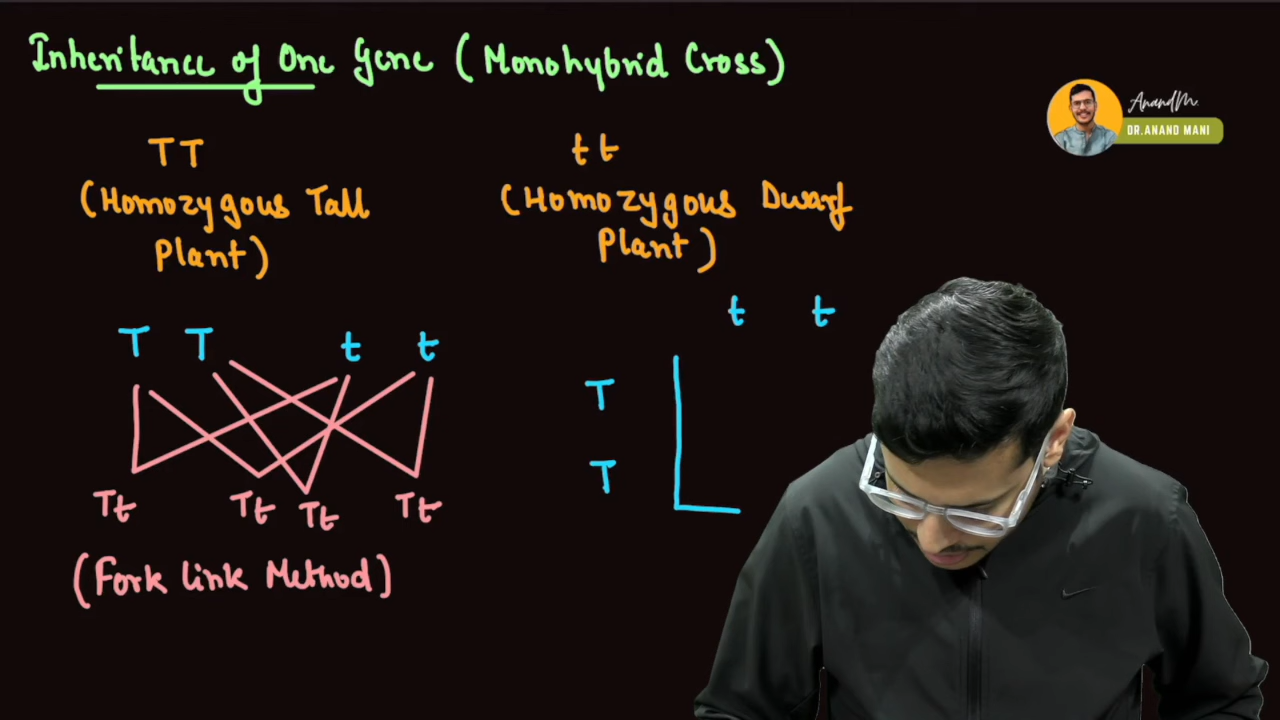 Inheritance of One Gene (Monohybrid Cross)
AnandM.
DR.ANAND MANI
TT
(Homozygous Tall
Plant)
tt
(Homozygous Dwarf
Plant)
T T t t
Tt Tt Tt Tt
(Fork Link Method)
t t
T
T